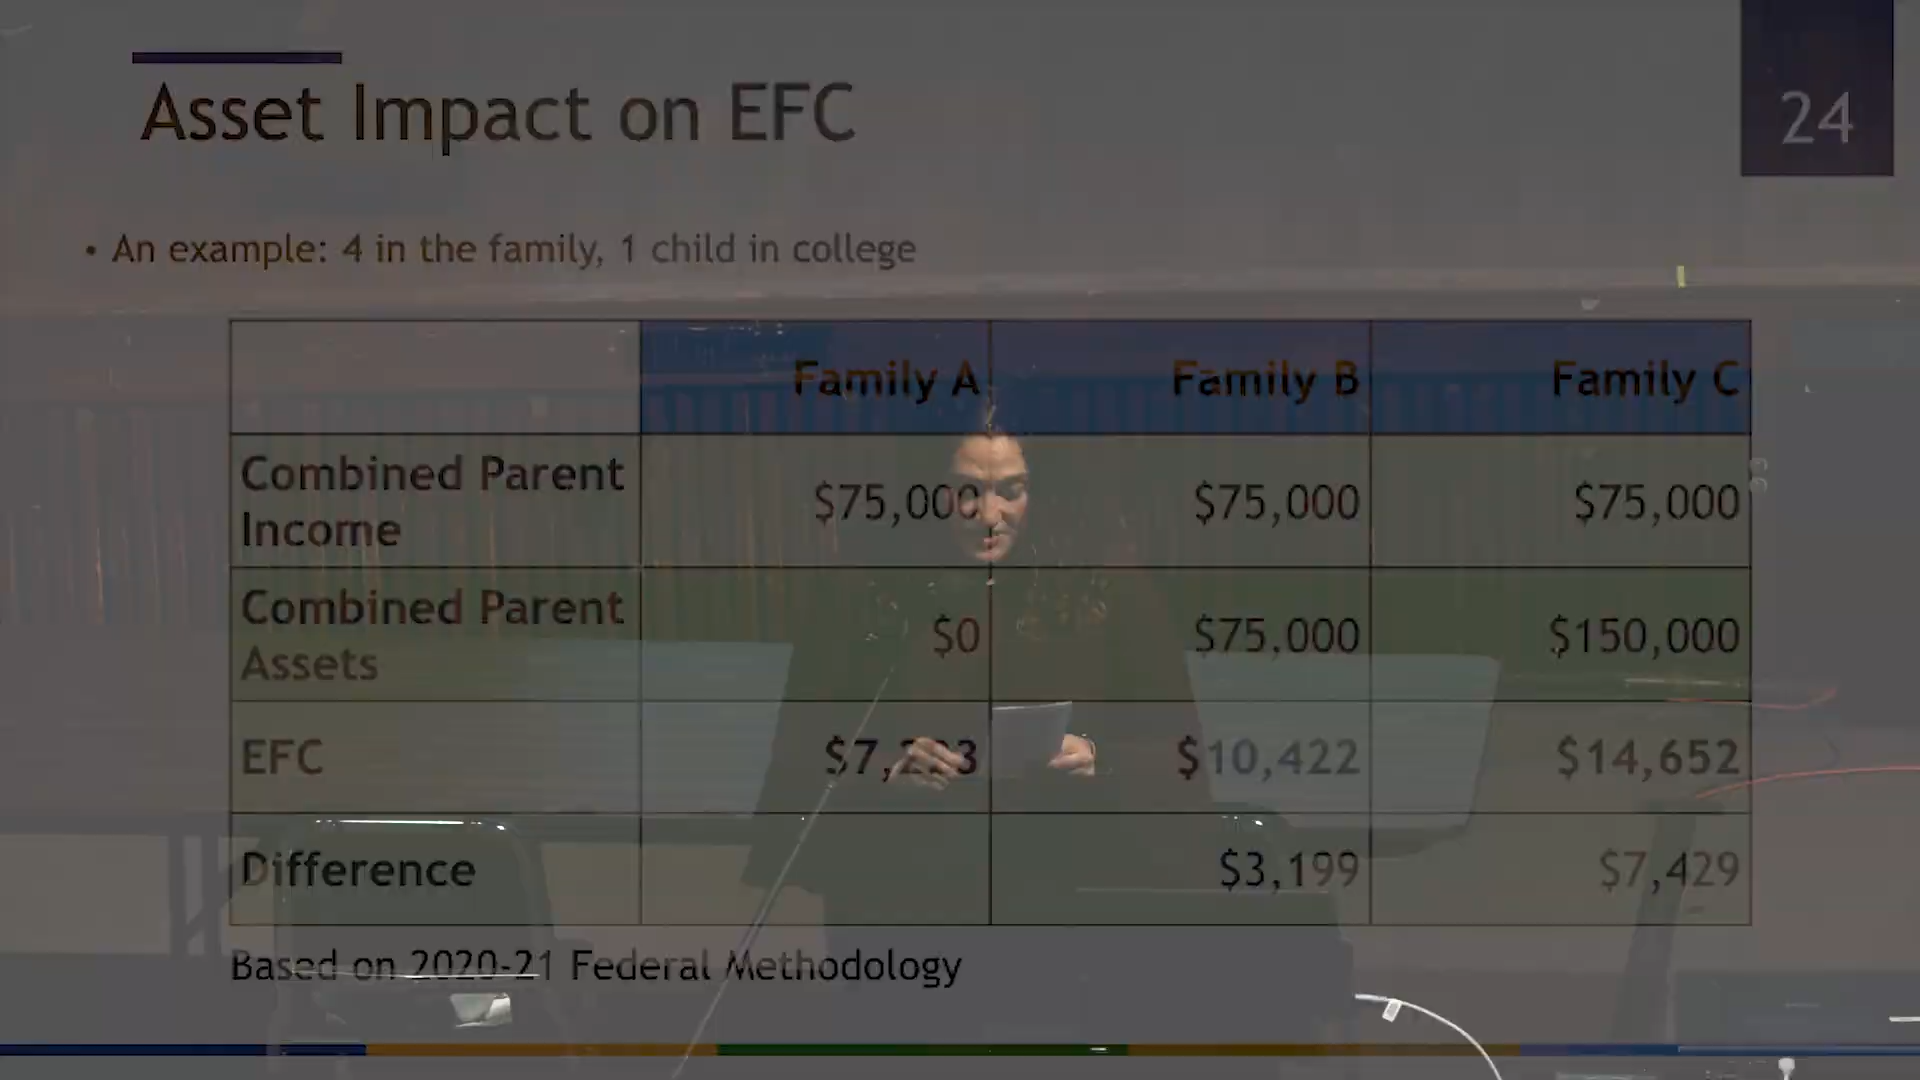 24
Asset Impact on EFC
• An example: 4 in the family, 1 child in college
Family A Family B Family C
Combined Parent
Income
$75,000 $75,000 $75,000
Combined Parent
Assets
$0 $75,000 $150,000
EFC $7,223 $10,422 $14,652
Difference $3,199 $7,429
Based on 2020-21 Federal Methodology